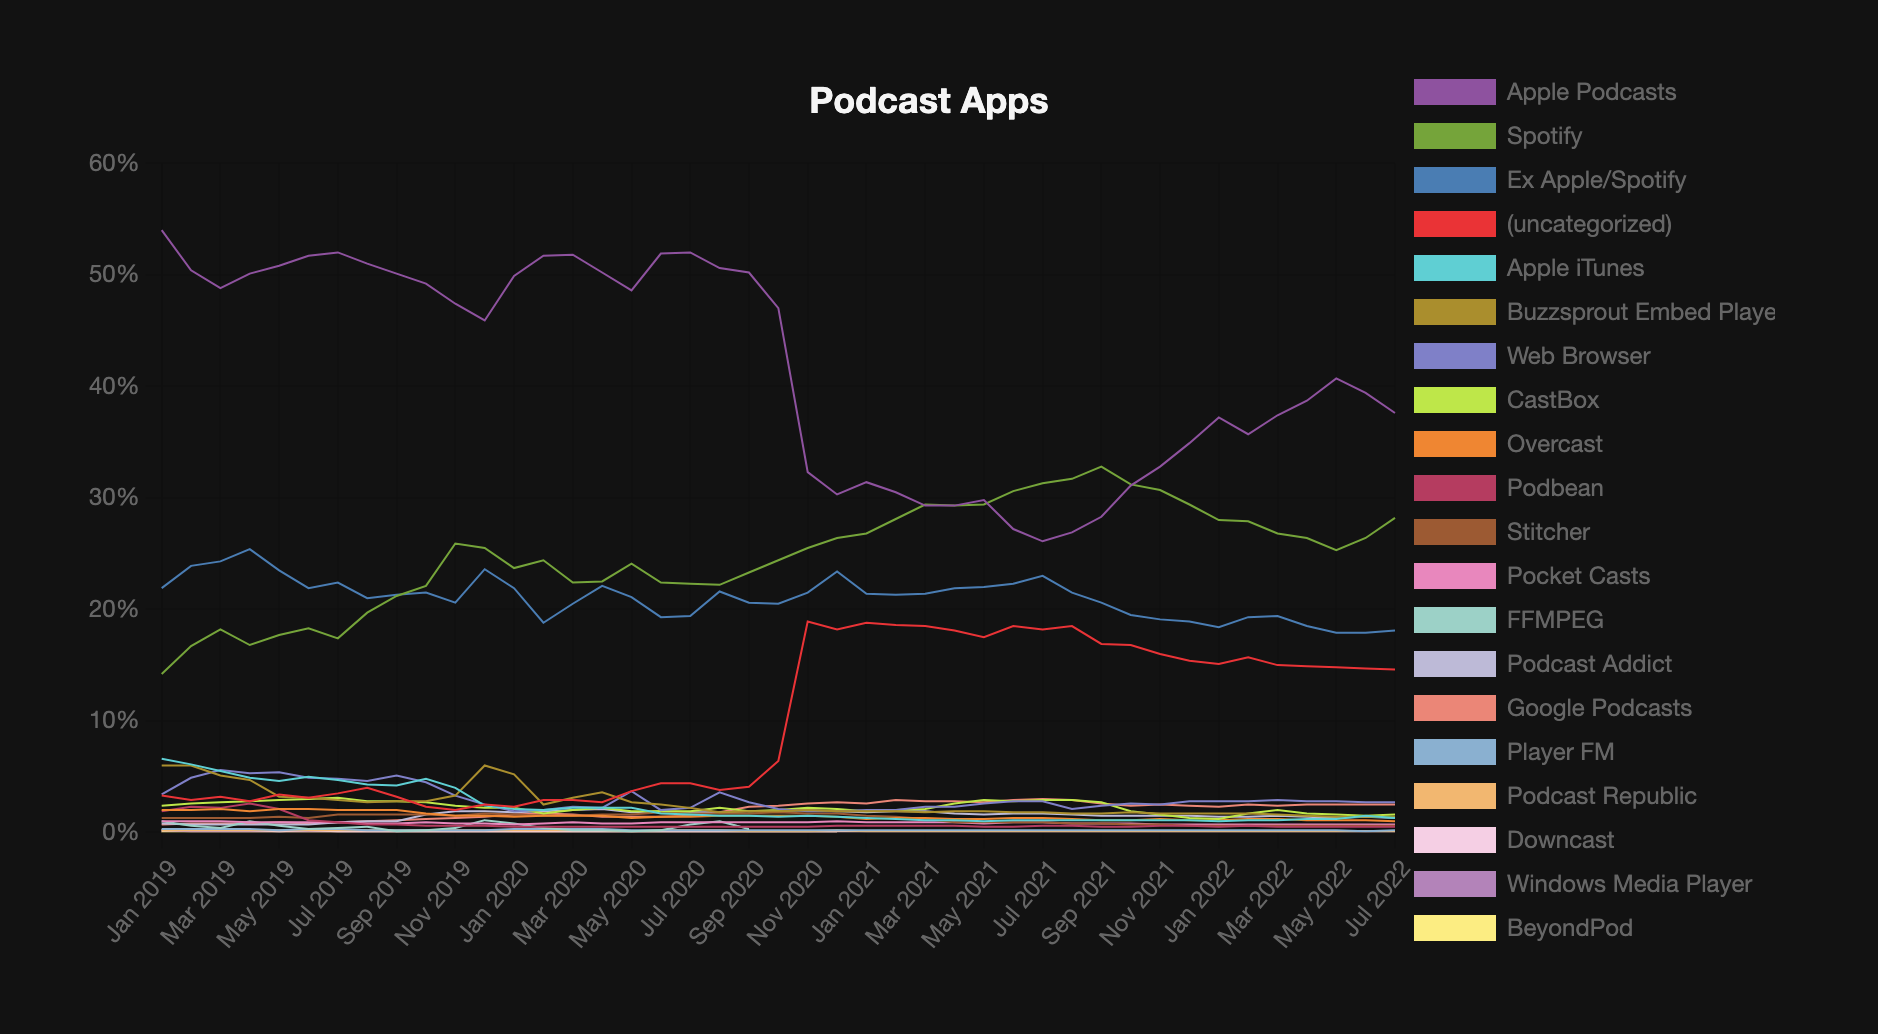 Podcast Apps
Apple Podcasts
Spotify
Ex Apple/Spotify
(uncategorized)
Apple iTunes
Buzzsprout Embed Playe
Web Browser
CastBox
Overcast
Podbean
Stitcher
Pocket Casts
FFMPEG
Podcast Addict
Google Podcasts
Player FM
Podcast Republic
Downcast
Windows Media Player
BeyondPod
60%
50%
40%
30%
20%
10%
0%
Jan 2019
Mar 2019
May 2019
Jul 2019
Sep 2019
Nov 2019
Jan 2020
Mar 2020
May 2020
Jul 2020
Sep 2020
Nov 2020
Jan 2021
Mar 2021
May 2021
Jul 2021
Sep 2021
Nov 2021
Jan 2022
Mar 2022
May 2022
Jul 2022